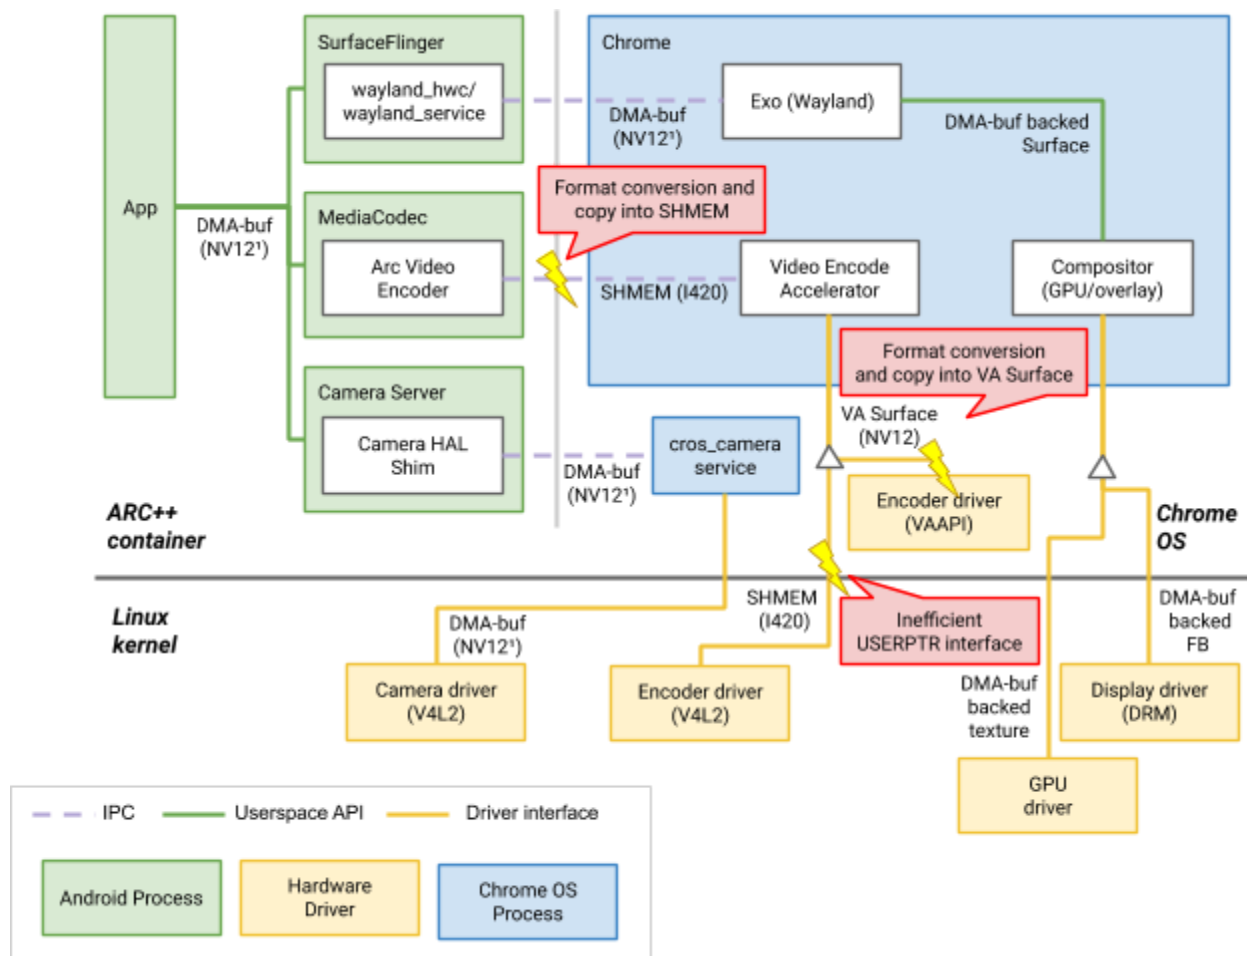 SurfaceFlinger
wayland_hwc/
wayland_service
Chrome
Exo (Wayland)
DMA-buf
(NV12¹)
DMA-buf backed
Surface
App
DMA-buf
(NV12¹)
MediaCodec
Arc Video
Encoder
Format conversion and
copy into SHMEM
SHMEM (I420)
Video Encode
Accelerator
Compositor
(GPU/overlay)
Format conversion
and copy into VA Surface
Camera Server
Camera HAL
Shim
DMA-buf
(NV12¹)
cros_camera
service
VA Surface
(NV12)
Encoder driver
(VAAPI)
ARC++
container
Chrome
OS
Linux
kernel
DMA-buf
(NV12¹)
SHMEM
(I420)
Inefficient
USERPTR interface
DMA-buf
backed
FB
Camera driver
(V4L2)
Encoder driver
(V4L2)
DMA-buf
backed
texture
Display driver
(DRM)
GPU
driver
IPC
Userspace API
Driver interface
Android Process
Hardware
Driver
Chrome OS
Process